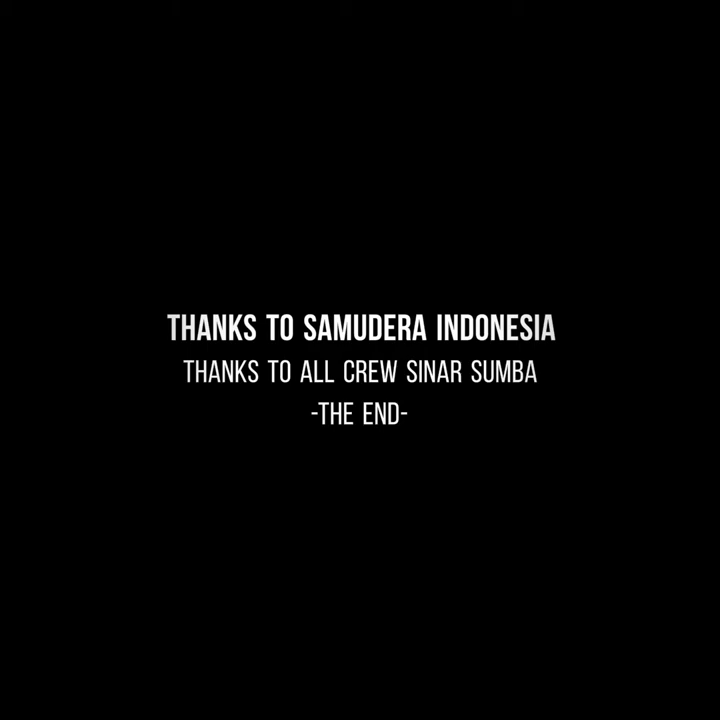 THANKS TO SAMUDERA INDONESIA
THANKS TO ALL CREW SINAR SUMBA
-THE END-